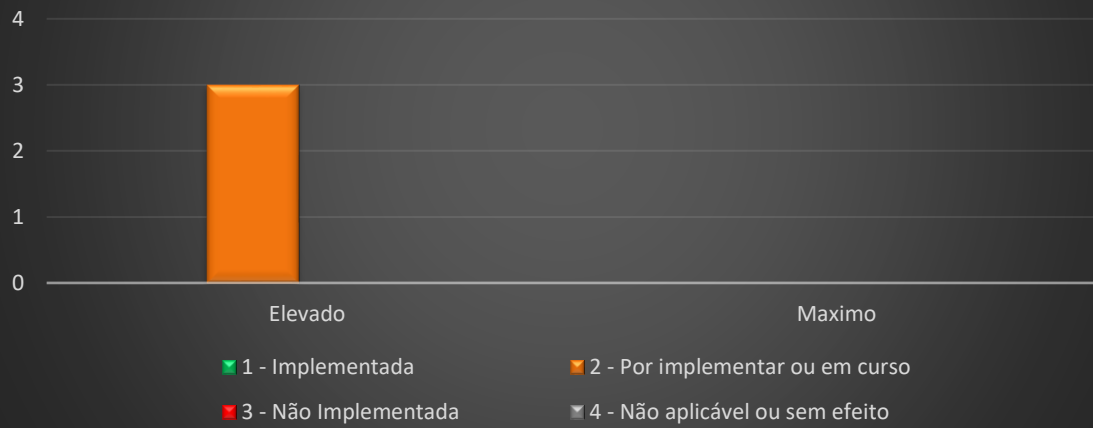 4
3
2
1
0
Elevado Maximo
1 - Implementada 2 - Por implementar ou em curso
3 - Não Implementada 4 - Não aplicável ou sem efeito